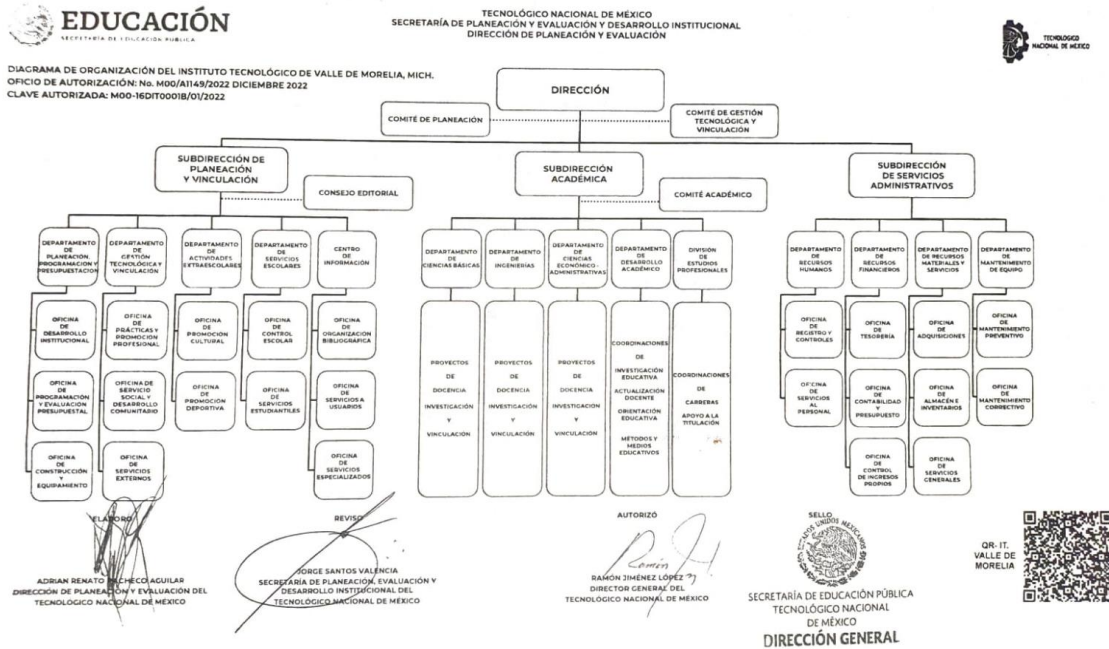 EDUCACIÓN
SECRETARÍA DE EDUCACIÓN PÚBLICA
TECNOLÓGICO NACIONAL DE MÉXICO
SECRETARÍA DE PLANEACIÓN Y EVALUACIÓN Y DESARROLLO INSTITUCIONAL
DIRECCIÓN DE PLANEACIÓN Y EVALUACIÓN
TECNOLÓGICO
NACIONAL DE MÉXICO
DIAGRAMA DE ORGANIZACIÓN DEL INSTITUTO TECNOLÓGICO DE VALLE DE MORELIA, MICH.
OFICIO DE AUTORIZACIÓN: No. M00/A1149/2022 DICIEMBRE 2022
CLAVE AUTORIZADA: M00-16DIT0001B/01/2022
DIRECCIÓN
COMITÉ DE PLANEACIÓN
COMITÉ DE GESTIÓN
TECNOLÓGICA Y
VINCULACIÓN
SUBDIRECCIÓN DE
PLANEACIÓN
Y VINCULACIÓN
CONSEJO EDITORIAL
SUBDIRECCIÓN
ACADÉMICA
COMITÉ ACADÉMICO
SUBDIRECCIÓN
DE SERVICIOS
ADMINISTRATIVOS
DEPARTAMENTO
DE
PLANEACIÓN,
PROGRAMACION Y
PRESUPUESTACION
DEPARTAMENTO
DE
GESTIÓN
TECNOLÓGICA Y
VINCULACIÓN
DEPARTAMENTO
DE
ACTIVIDADES
EXTRAESCOLARES
DEPARTAMENTO
DE
SERVICIOS
ESCOLARES
CENTRO
DE
INFORMACIÓN
DEPARTAMENTO
DE
CIENCIAS BÁSICAS
DEPARTAMENTO
DE
INGENIERÍAS
DEPARTAMENTO
DE
CIENCIAS
ECONÓMICO-
ADMINISTRATIVAS
DEPARTAMENTO
DE
DESARROLLO
ACADÉMICO
DIVISIÓN
DE
ESTUDIOS
PROFESIONALES
DEPARTAMENTO
DE
RECURSOS
HUMANOS
DEPARTAMENTO
DE
RECURSOS
FINANCIEROS
DEPARTAMENTO
DE RECURSOS
MATERIALES Y
SERVICIOS
DEPARTAMENTO
DE
MANTENIMIENTO
DE EQUIPO
OFICINA
DE
DESARROLLO
INSTITUCIONAL
OFICINA
DE
PRÁCTICAS Y
PROMOCIÓN
PROFESIONAL
OFICINA
DE
PROMOCIÓN
CULTURAL
OFICINA
DE
CONTROL
ESCOLAR
OFICINA
DE
ORGANIZACIÓN
BIBLIOGRÁFICA
OFICINA
DE
PROGRAMACIÓN
Y EVALUACIÓN
PRESUPUESTAL
OFICINA DE
SERVICIO
SOCIAL Y
DESARROLLO
COMUNITARIO
OFICINA
DE
PROMOCIÓN
DEPORTIVA
OFICINA
DE
SERVICIOS
ESTUDIANTILES
OFICINA
DE
SERVICIOS A
USUARIOS
OFICINA
DE
CONSTRUCCIÓN
Y
EQUIPAMIENTO
OFICINA
DE
SERVICIOS
EXTERNOS
OFICINA
DE
SERVICIOS
ESPECIALIZADOS
PROYECTOS
DE
DOCENCIA
INVESTIGACIÓN
Y
VINCULACIÓN
PROYECTOS
DE
DOCENCIA
INVESTIGACIÓN
Y
VINCULACIÓN
PROYECTOS
DE
DOCENCIA
INVESTIGACIÓN
Y
VINCULACIÓN
COORDINACIONES
DE
INVESTIGACIÓN
EDUCATIVA
ACTUALIZACIÓN
DOCENTE
ORIENTACIÓN
EDUCATIVA
MÉTODOS Y
MEDIOS
EDUCATIVOS
COORDINACIONES
DE
CARRERAS
APOYO A LA
TITULACIÓN
OFICINA
DE
REGISTRO Y
CONTROLES
OFICINA
DE
TESORERÍA
OFICINA
DE
ADQUISICIONES
OFICINA
DE
MANTENIMIENTO
PREVENTIVO
OFICINA
DE
SERVICIOS
AL
PERSONAL
OFICINA
DE
CONTABILIDAD
Y
PRESUPUESTO
OFICINA
DE
ALMACÉN E
INVENTARIOS
OFICINA
DE
MANTENIMIENTO
CORRECTIVO
OFICINA
DE
CONTROL
DE INGRESOS
PROPIOS
OFICINA
DE
SERVICIOS
GENERALES
ELABORÓ
ADRIAN RENATO PACHECO AGUILAR
DIRECCIÓN DE PLANEACIÓN Y EVALUACIÓN DEL
TECNOLÓGICO NACIONAL DE MÉXICO
REVISÓ
JORGE SANTOS VALENCIA
SECRETARÍA DE PLANEACIÓN, EVALUACIÓN Y
DESARROLLO INSTITUCIONAL DEL
TECNOLÓGICO NACIONAL DE MÉXICO
AUTORIZÓ
Ramón
RAMÓN JIMÉNEZ LÓPEZ
DIRECTOR GENERAL DEL
TECNOLÓGICO NACIONAL DE MÉXICO
SELLO
ESTADOS UNIDOS MEXICANOS
SECRETARÍA DE EDUCACIÓN PÚBLICA
TECNOLÓGICO NACIONAL
DE MÉXICO
DIRECCIÓN GENERAL
QR- IT.
VALLE DE
MORELIA